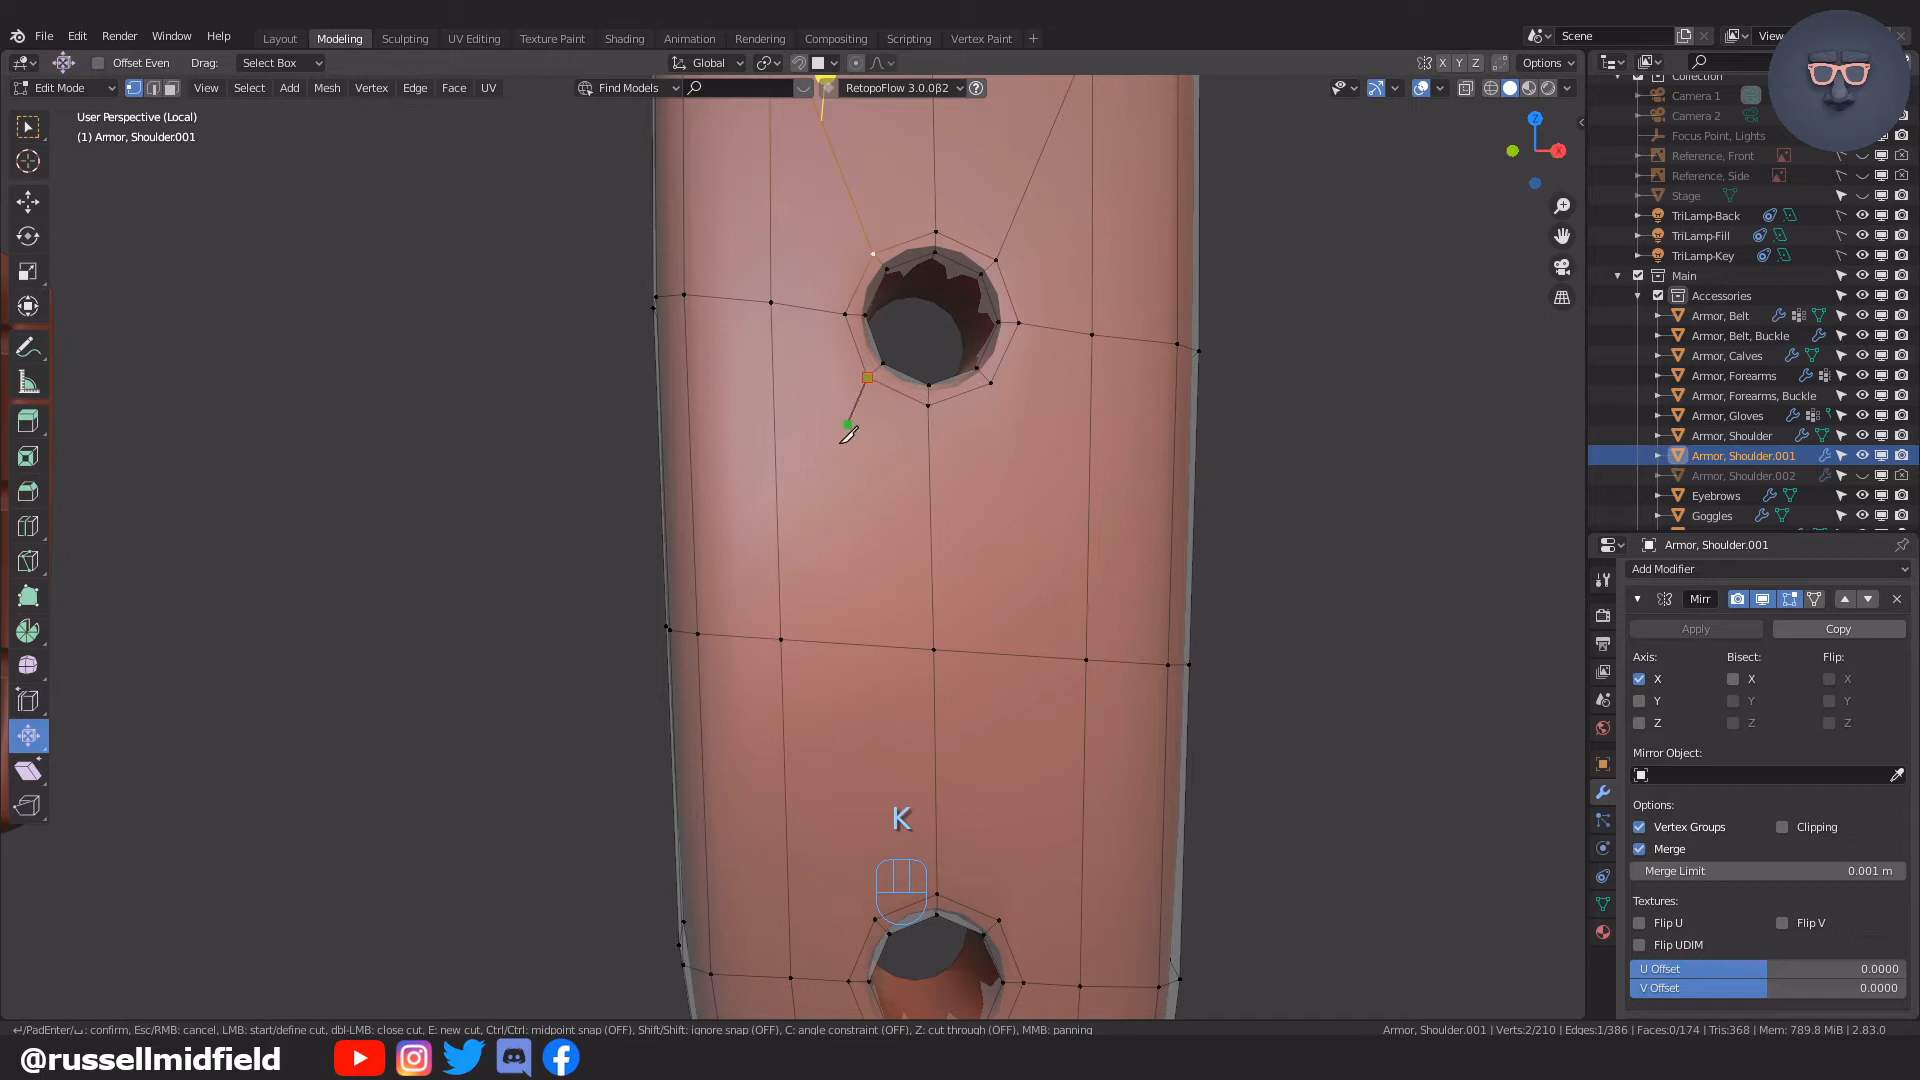 File Edit Render Window Help Layout Modeling Sculpting UV Editing Texture Paint Shading Animation Rendering Compositing Scripting Vertex Paint + Scene View
Offset Even Drag: Select Box Global X Y Z Options
Edit Mode View Select Add Mesh Vertex Edge Face UV Find Models RetopoFlow 3.0.0β2
User Perspective (Local)
(1) Armor, Shoulder.001
Z
X
Collection
Camera 1
Camera 2
Focus Point, Lights
Reference, Front
Reference, Side
Stage
TriLamp-Back
TriLamp-Fill
TriLamp-Key
Main
Accessories
Armor, Belt
Armor, Belt, Buckle
Armor, Calves
Armor, Forearms
Armor, Forearms, Buckle
Armor, Gloves
Armor, Shoulder
Armor, Shoulder.001
Armor, Shoulder.002
Eyebrows
Goggles
Armor, Shoulder.001
Add Modifier
Mirr
Apply Copy
Axis: Bisect: Flip:
X X X
Y Y Y
Z Z Z
Mirror Object:
Options:
Vertex Groups Clipping
Merge
Merge Limit 0.001 m
Textures:
Flip U Flip V
Flip UDIM
U Offset 0.0000
V Offset 0.0000
K
/PadEnter/: confirm, Esc/RMB: cancel, LMB: start/define cut, dbl-LMB: close cut, E: new cut, Ctrl/Ctrl: midpoint snap (OFF), Shift/Shift: ignore snap (OFF), C: angle constraint (OFF), Z: cut through (OFF), MMB: panning
Armor, Shoulder.001 | Verts:2/210 | Edges:1/386 | Faces:0/174 | Tris:368 | Mem: 789.8 MiB | 2.83.0
@russellmidfield